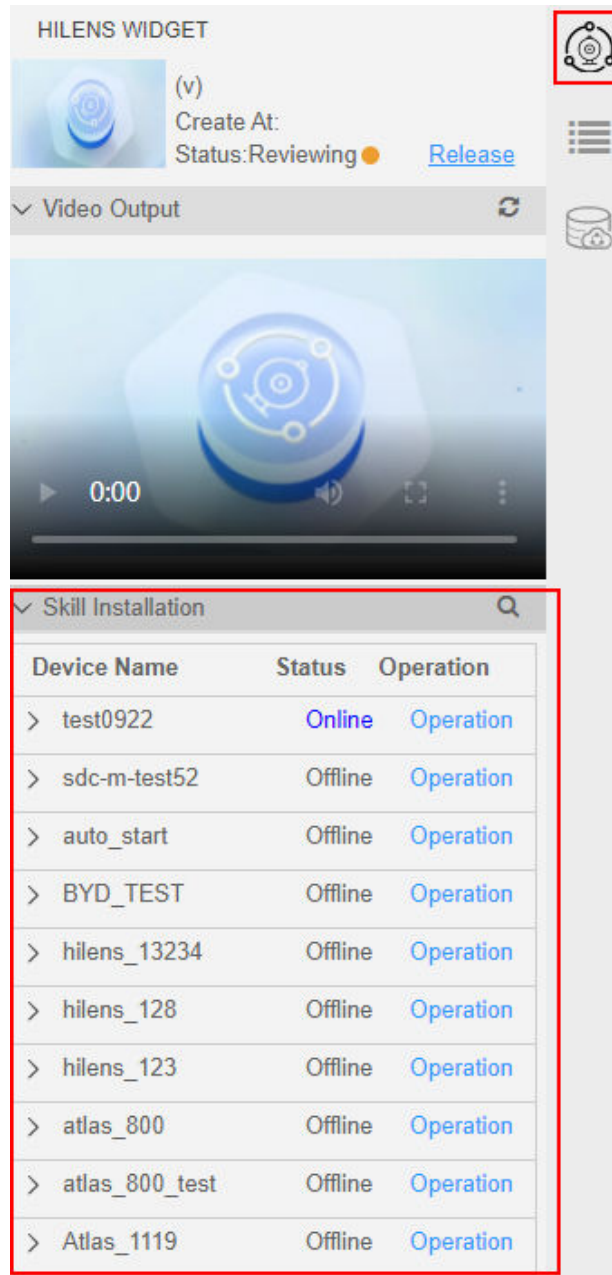 HILENS WIDGET
(v)
Create At:
Status:Reviewing Release
Video Output
0:00
Skill Installation
Device Name Status Operation
test0922 Online Operation
sdc-m-test52 Offline Operation
auto_start Offline Operation
BYD_TEST Offline Operation
hilens_13234 Offline Operation
hilens_128 Offline Operation
hilens_123 Offline Operation
atlas_800 Offline Operation
atlas_800_test Offline Operation
Atlas_1119 Offline Operation